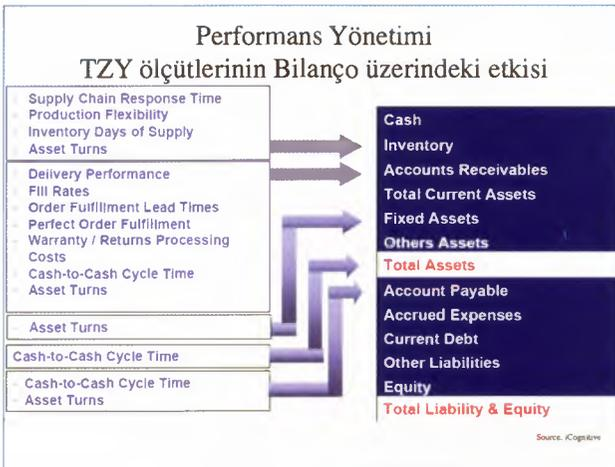 Performans Yönetimi
TZY ölçütlerinin Bilanço üzerindeki etkisi
Supply Chain Response Time
Production Flexibility
Inventory Days of Supply
Asset Turns
Delivery Performance
Fill Rates
Order Fulfillment Lead Times
Perfect Order Fulfillment
Warranty / Returns Processing
Costs
Cash-to-Cash Cycle Time
Asset Turns
Asset Turns
Cash-to-Cash Cycle Time
Cash-to-Cash Cycle Time
Asset Turns
Cash
Inventory
Accounts Receivables
Total Current Assets
Fixed Assets
Others Assets
Total Assets
Account Payable
Accrued Expenses
Current Debt
Other Liabilities
Equity
Total Liability & Equity
Source. iCognitive